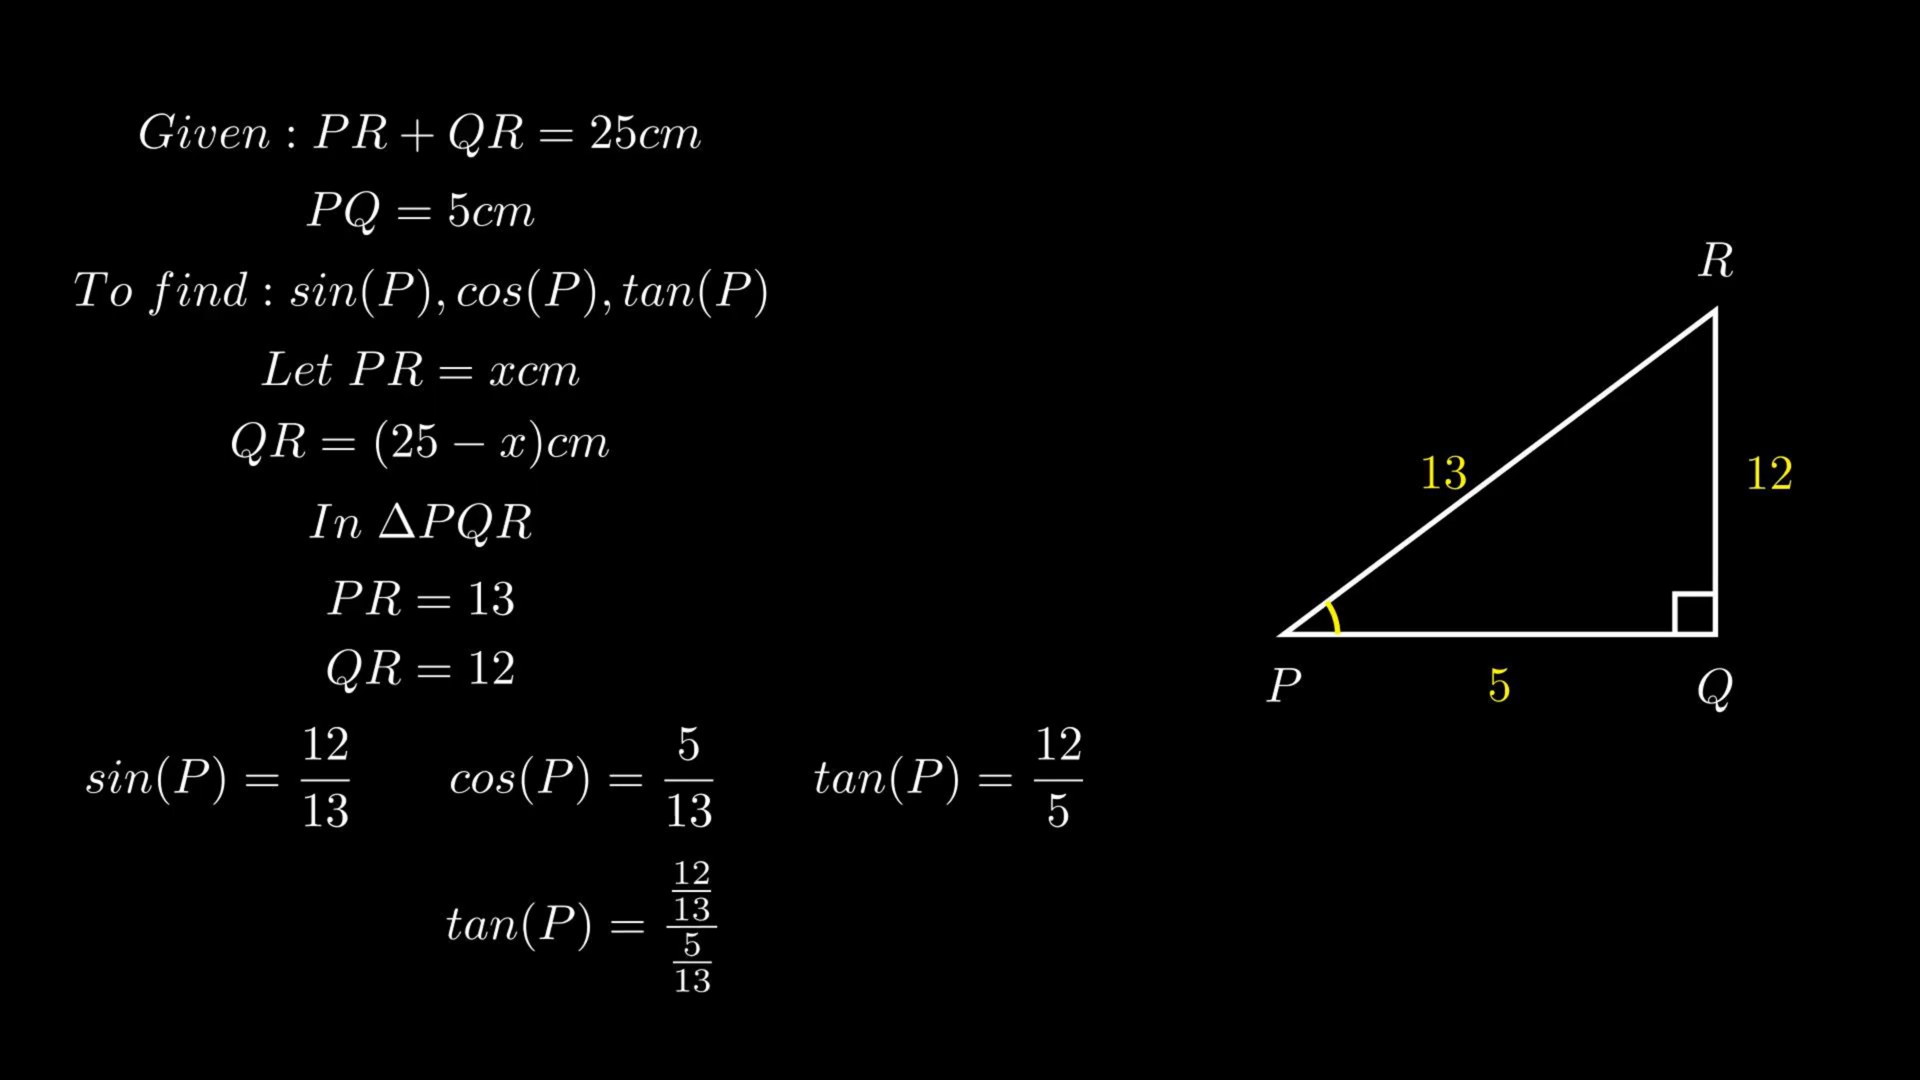 Given : PR + QR = 25cm
PQ = 5cm
To find : sin(P), cos(P), tan(P)
Let PR = xcm
QR = (25 − x)cm
In ΔPQR
PR = 13
QR = 12
sin(P) = 12/13 cos(P) = 5/13 tan(P) = 12/5
tan(P) = (12/13)/(5/13)
R
13 12
P 5 Q